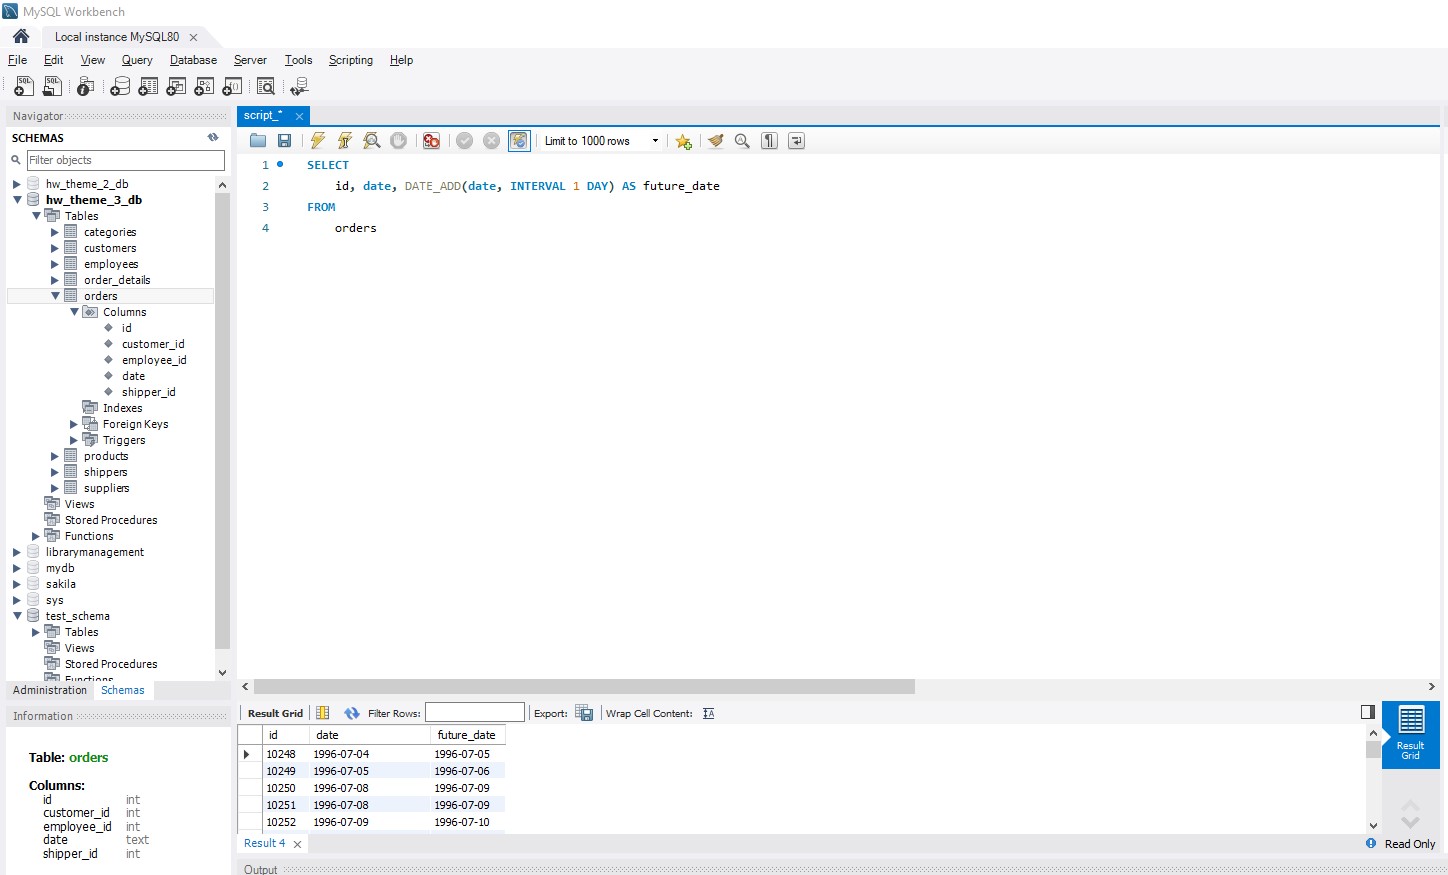 MySQL Workbench
Local instance MySQL80
File Edit View Query Database Server Tools Scripting Help
Navigator
SCHEMAS
Filter objects
hw_theme_2_db
hw_theme_3_db
Tables
categories
customers
employees
order_details
orders
Columns
id
customer_id
employee_id
date
shipper_id
Indexes
Foreign Keys
Triggers
products
shippers
suppliers
Views
Stored Procedures
Functions
librarymanagement
mydb
sakila
sys
test_schema
Tables
Views
Stored Procedures
Functions
Administration Schemas
Information
Table: orders
Columns:
id int
customer_id int
employee_id int
date text
shipper_id int
script_*
Limit to 1000 rows
1 SELECT
2 id, date, DATE_ADD(date, INTERVAL 1 DAY) AS future_date
3 FROM
4 orders
Result Grid Filter Rows: Export: Wrap Cell Content:
id date future_date
10248 1996-07-04 1996-07-05
10249 1996-07-05 1996-07-06
10250 1996-07-08 1996-07-09
10251 1996-07-08 1996-07-09
10252 1996-07-09 1996-07-10
Result
Grid
Result 4
Read Only
Output